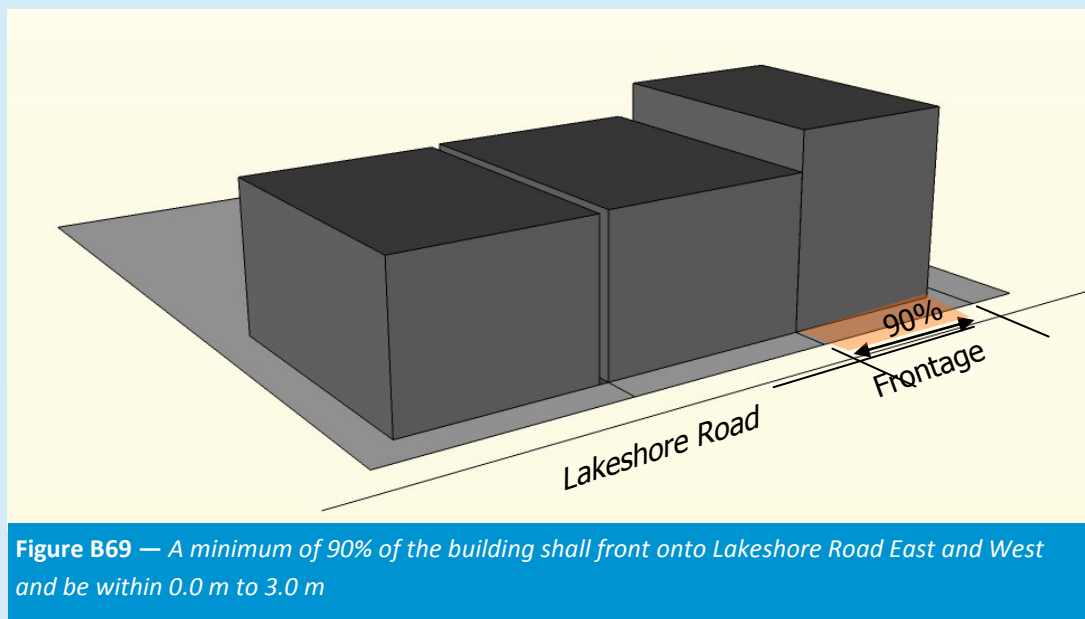 90%
Frontage
Lakeshore Road
Figure B69 — A minimum of 90% of the building shall front onto Lakeshore Road East and West
and be within 0.0 m to 3.0 m